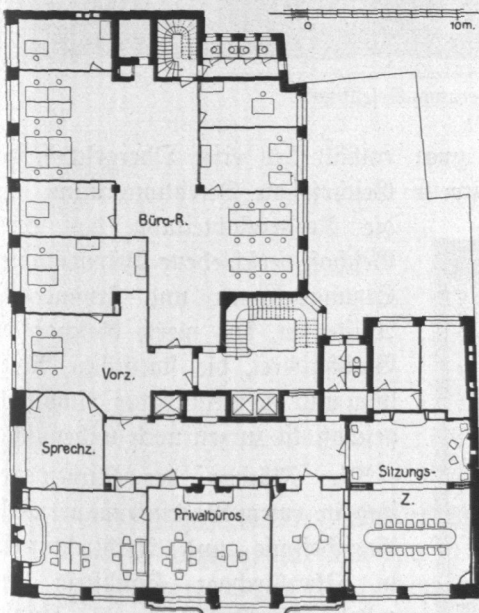 0 10m.
Büro-R.
Vorz.
Sprechz.
Sitzungs-
Z.
Privatbüros.